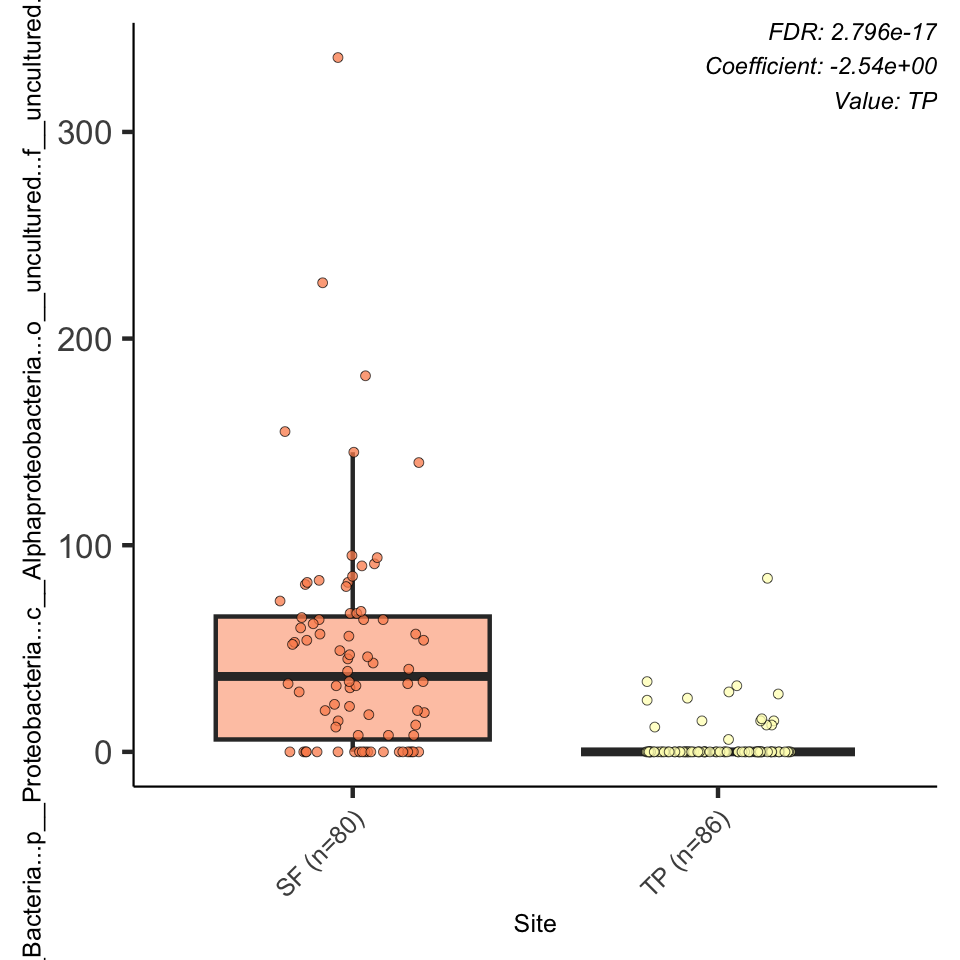 FDR: 2.796e-17
Coefficient: -2.54e+00
Value: TP
_Bacteria...p__Proteobacteria...c__Alphaproteobacteria...o__uncultured...f__uncultured.
300
200
100
0
SF (n=80)
TP (n=86)
Site